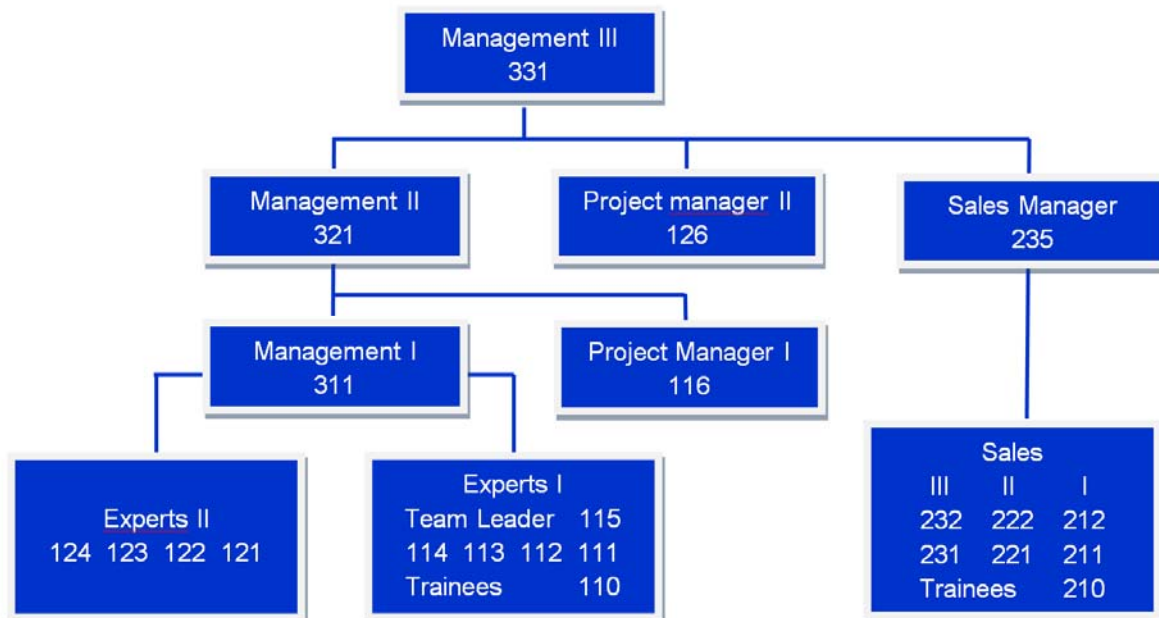 Management III
331
Management II
321
Project manager II
126
Sales Manager
235
Management I
311
Project Manager I
116
Experts II
124 123 122 121
Experts I
Team Leader 115
114 113 112 111
Trainees 110
Sales
III II I
232 222 212
231 221 211
Trainees 210